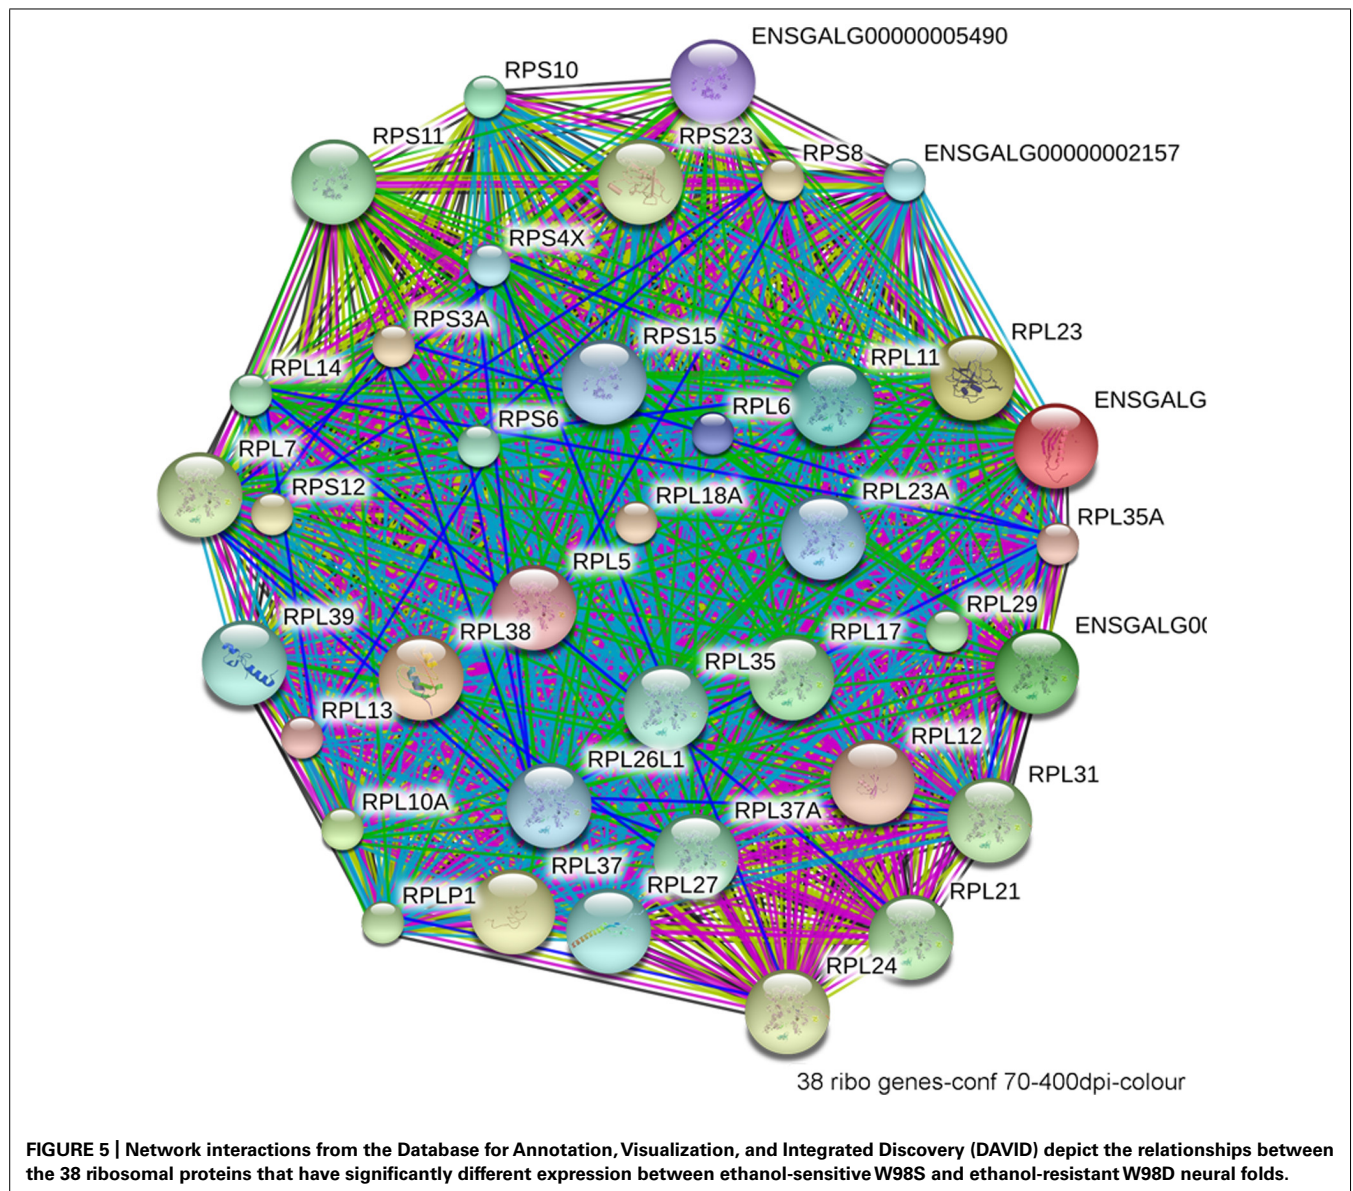 ENSGALG00000005490
RPS10
RPS11
RPS23
RPS8
ENSGALG00000002157
RPS4X
RPS3A
RPS15
RPL23
RPL14
RPL11
ENSGALG
RPS6
RPL6
RPL7
RPS12
RPL18A
RPL23A
RPL35A
RPL5
RPL29
RPL39
RPL38
RPL17
ENSGALG00
RPL35
RPL13
RPL12
RPL26L1
RPL31
RPL10A
RPL37A
RPL37
RPL27
RPLP1
RPL21
RPL24
38 ribo genes-conf 70-400dpi-colour
FIGURE 5 | Network interactions from the Database for Annotation, Visualization, and Integrated Discovery (DAVID) depict the relationships between
the 38 ribosomal proteins that have significantly different expression between ethanol-sensitive W98S and ethanol-resistant W98D neural folds.